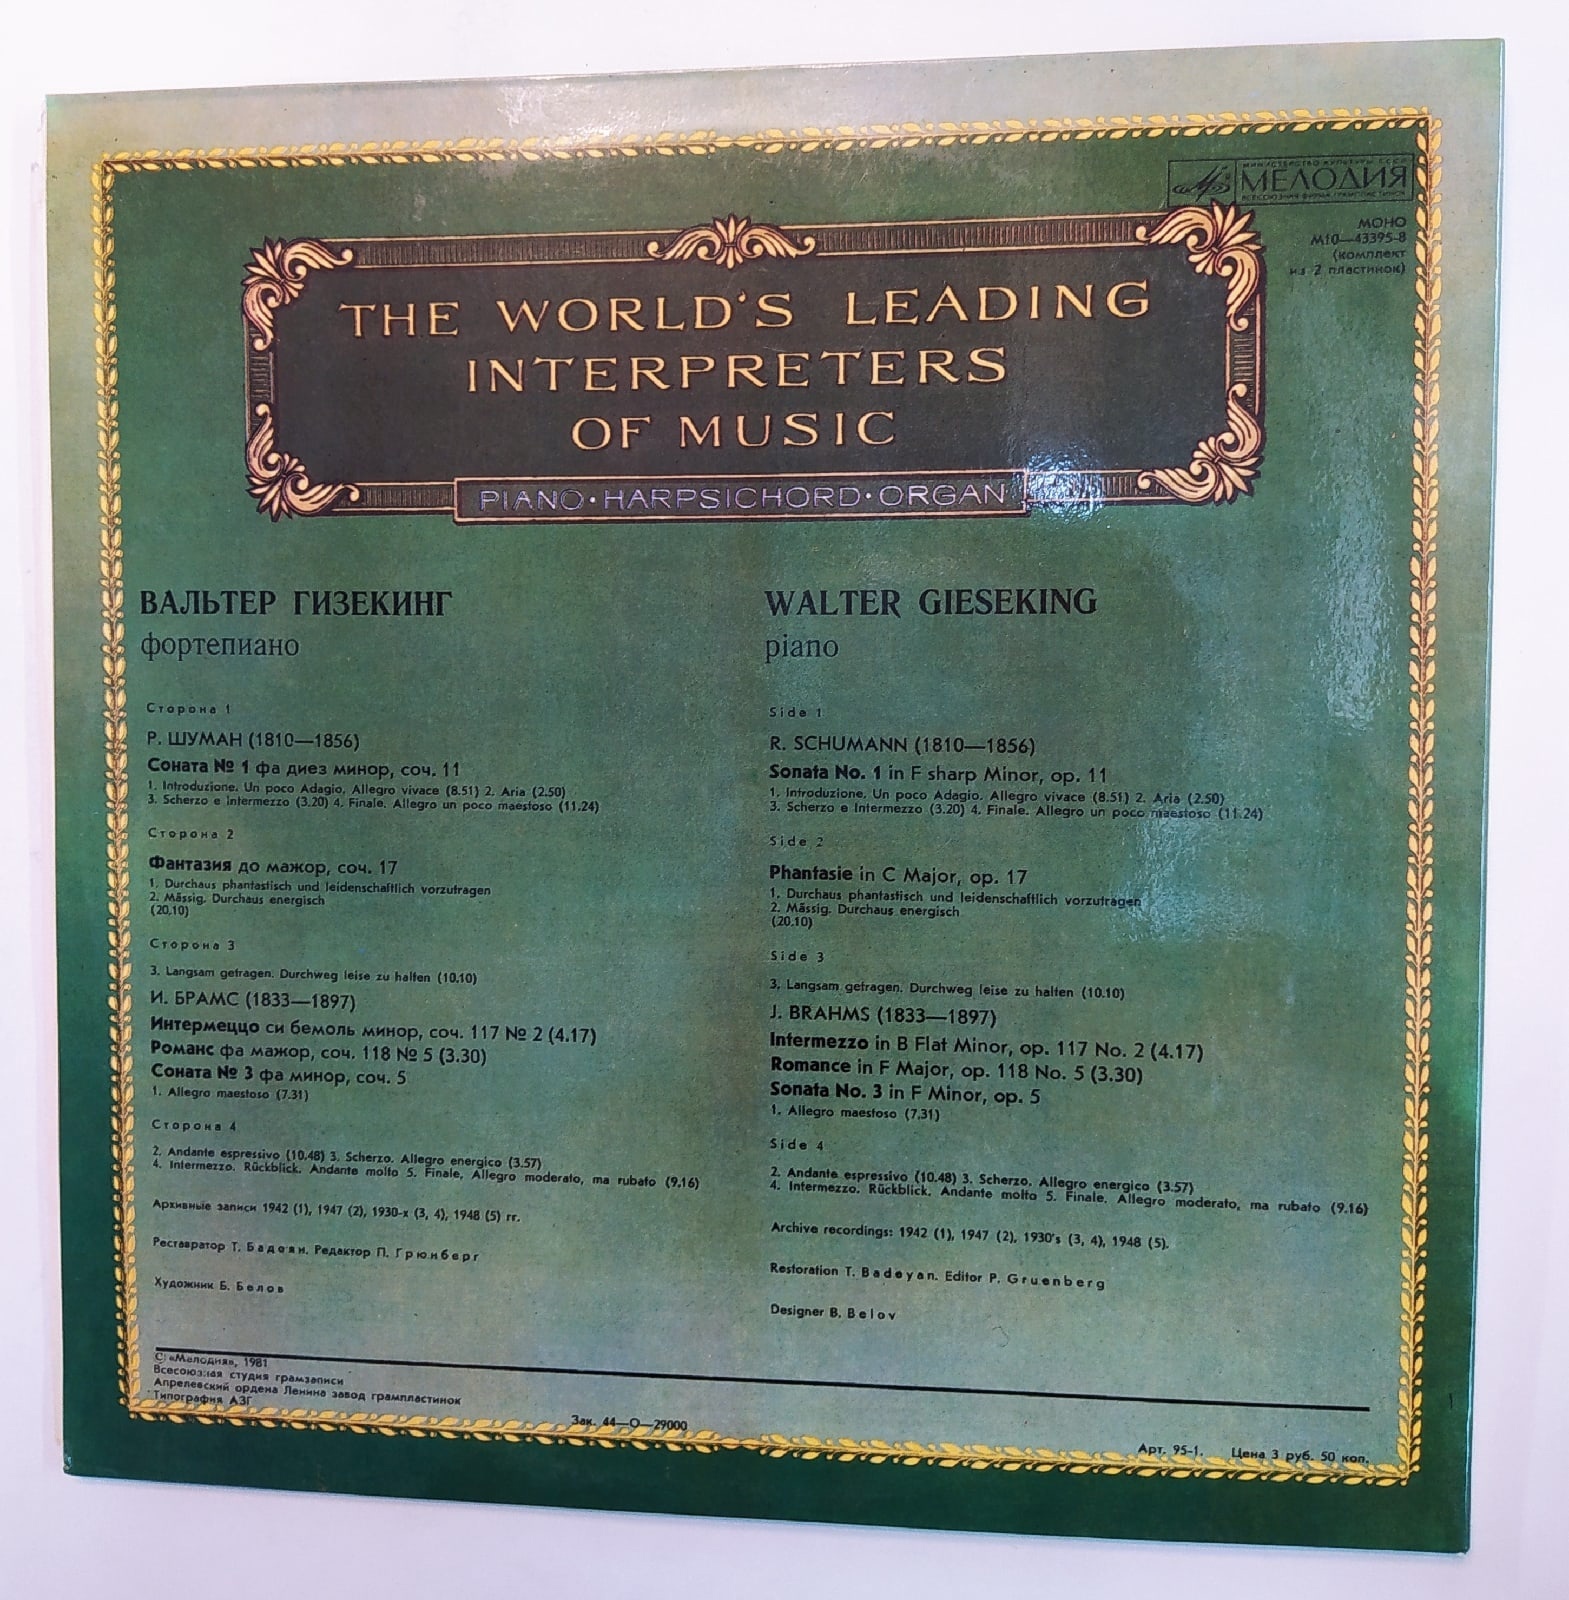 МИНИСТЕРСТВО КУЛЬТУРЫ СССР
МЕЛОДИЯ
ВСЕСОЮЗНАЯ ФИРМА ГРАМПЛАСТИНОК
МОНО
М10—43395-8
(комплект
из 2 пластинок)
THE WORLD'S LEADING
INTERPRETERS
OF MUSIC
PIANO·HARPSICHORD·ORGAN
ВАЛЬТЕР ГИЗЕКИНГ
фортепиано
Сторона 1
Р. ШУМАН (1810—1856)
Соната № 1 фа диез минор, соч. 11
1. Introduzione. Un poco Adagio, Allegro vivace (8.51) 2. Aria (2.50)
3. Scherzo e Intermezzo (3.20) 4. Finale. Allegro un poco maestoso (11.24)
Сторона 2
Фантазия до мажор, соч. 17
1. Durchaus phantastisch und leidenschaftlich vorzutragen
2. Mässig. Durchaus energisch
(20.10)
Сторона 3
3. Langsam getragen. Durchweg leise zu halten (10.10)
И. БРАМС (1833—1897)
Интермеццо си бемоль минор, соч. 117 № 2 (4.17)
Романс фа мажор, соч. 118 № 5 (3.30)
Соната № 3 фа минор, соч. 5
1. Allegro maestoso (7.31)
Сторона 4
2. Andante espressivo (10.48) 3. Scherzo. Allegro energico (3.57)
4. Intermezzo. Rückblick. Andante molto 5. Finale, Allegro moderato, ma rubato (9.16)
Архивные записи 1942 (1), 1947 (2), 1930-х (3, 4), 1948 (5) гг.
Реставратор Т. Бадеян. Редактор П. Грюнберг
Художник Б. Белов
WALTER GIESEKING
piano
Side 1
R. SCHUMANN (1810—1856)
Sonata No. 1 in F sharp Minor, op. 11
1. Introduzione. Un poco Adagio. Allegro vivace (8.51) 2. Aria (2.50)
3. Scherzo e Intermezzo (3.20) 4. Finale. Allegro un poco maestoso (11.24)
Side 2
Phantasie in C Major, op. 17
1. Durchaus phantastisch und leidenschaftlich vorzutragen
2. Mässig. Durchaus energisch
(20.10)
Side 3
3. Langsam getragen. Durchweg leise zu halten (10.10)
J. BRAHMS (1833—1897)
Intermezzo in B Flat Minor, op. 117 No. 2 (4.17)
Romance in F Major, op. 118 No. 5 (3.30)
Sonata No. 3 in F Minor, op. 5
1. Allegro maestoso (7.31)
Side 4
2. Andante espressivo (10.48) 3. Scherzo. Allegro energico (3.57)
4. Intermezzo. Rückblick. Andante molto 5. Finale. Allegro moderato, ma rubato (9.16)
Archive recordings: 1942 (1), 1947 (2), 1930's (3, 4), 1948 (5).
Restoration T. Badeyan. Editor P. Gruenberg
Designer B. Belov
© «Мелодия», 1981
Всесоюзная студия грамзаписи
Апрелевский ордена Ленина завод грампластинок
Типография АЗГ
Зак. 44—О—29000
Арт. 95-1. Цена 3 руб. 50 коп.